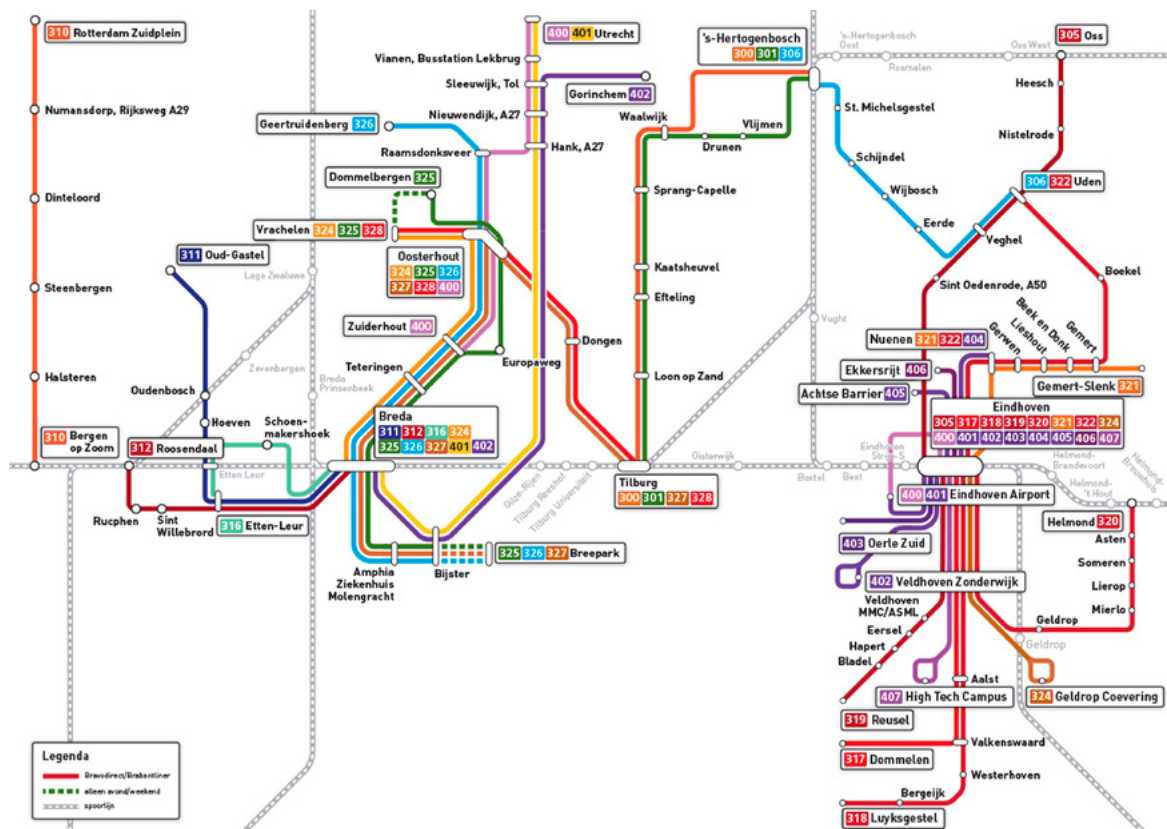 310 Rotterdam Zuidplein
Numansdorp, Rijksweg A29
Dinteloord
Steenbergen
Halsteren
310 Bergen
op Zoom
311 Oud-Gastel
Oudenbosch
Hoeven
312 Roosendaal
Rucphen
Sint
Willebrord
Etten Leur
316 Etten-Leur
Schoen-
makershoek
Lage Zwaluwe
Zevenbergen
Breda
Prinsenbeek
400 401 Utrecht
Vianen, Busstation Lekbrug
Sleeuwijk, Tol
Gorinchem 402
Nieuwendijk, A27
Hank, A27
Geertruidenberg 326
Raamsdonksveer
Dommelbergen 325
Vrachelen 324 325 328
Oosterhout
324 325 326
327 328 400
Zuiderhout 400
Teteringen
Europaweg
Dongen
Breda
311 312 316 324
325 326 327 401 402
Amphia
Ziekenhuis
Molengracht
Bijster
325 326 327 Breepark
Gilze-Rijen
Tilburg Reeshof
Tilburg Universiteit
Tilburg
300 301 327 328
Oisterwijk
's-Hertogenbosch
300 301 306
Waalwijk
Drunen
Vlijmen
Sprang-Capelle
Kaatsheuvel
Efteling
Loon op Zand
's-Hertogenbosch
Oost
Rosmalen
Oss West
305 Oss
Heesch
Nistelrode
St. Michelsgestel
Schijndel
Wijbosch
Eerde
Veghel
306 322 Uden
Boekel
Sint Oedenrode, A50
Vught
Boxtel
Best
Eindhoven
Strijp-S
Nuenen 321 322 404
Gerwen
Lieshout
Beek en Donk
Gemert
Gemert-Slenk 321
Ekkersrijt 406
Achtse Barrier 405
Eindhoven
305 317 318 319 320 321 322 324
400 401 402 403 404 405 406 407
400 401 Eindhoven Airport
403 Oerle Zuid
402 Veldhoven Zonderwijk
Veldhoven
MMC/ASML
Eersel
Hapert
Bladel
319 Reusel
407 High Tech Campus
Aalst
324 Geldrop Coevering
Valkenswaard
317 Dommelen
Westerhoven
Bergeijk
318 Luyksgestel
Helmond-
Brandevoort
Helmond-
't Hout
Helmond-
Brouwhuis
Helmond 320
Asten
Someren
Lierop
Mierlo
Geldrop
Geldrop
Legenda
Bravodirect/Brabantliner
alleen avond/weekend
spoorlijn